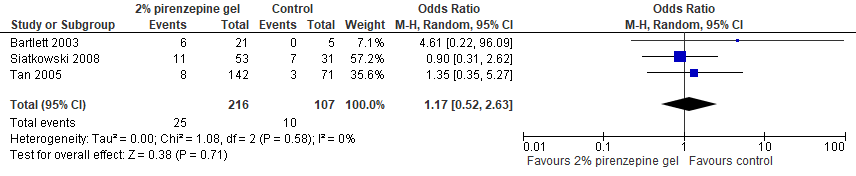 2% pirenzepine gel Control Odds Ratio Odds Ratio
Study or Subgroup Events Total Events Total Weight M-H, Random, 95% CI M-H, Random, 95% CI
Bartlett 2003 6 21 0 5 7.1% 4.61 [0.22, 96.09]
Siatkowski 2008 11 53 7 31 57.2% 0.90 [0.31, 2.62]
Tan 2005 8 142 3 71 35.6% 1.35 [0.35, 5.27]
Total (95% CI) 216 107 100.0% 1.17 [0.52, 2.63]
Total events 25 10
Heterogeneity: Tau² = 0.00; Chi² = 1.08, df = 2 (P = 0.58); I² = 0%
Test for overall effect: Z = 0.38 (P = 0.71)
0.01 0.1 1 10 100
Favours 2% pirenzepine gel Favours control